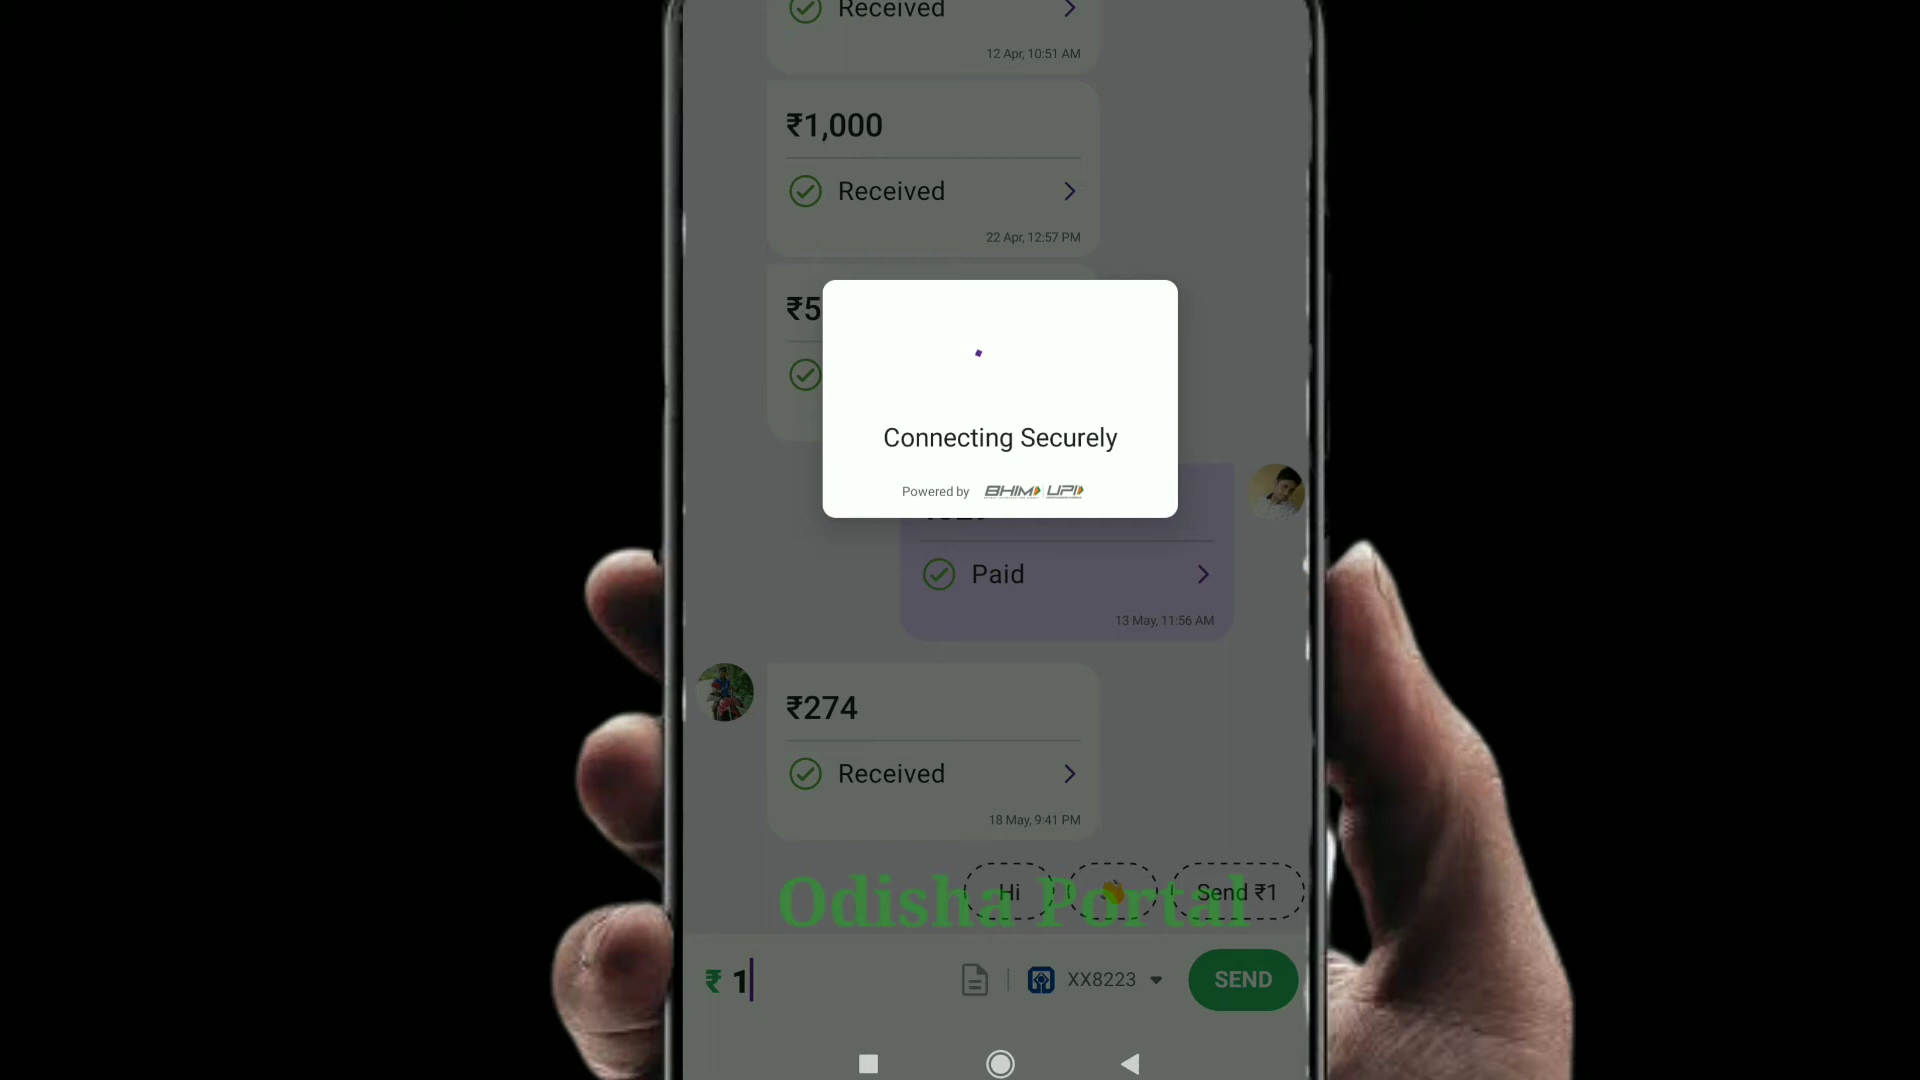 Received
12 Apr, 10:51 AM
₹1,000
Received
22 Apr, 12:57 PM
₹5
Connecting Securely
Powered by BHIM UPI
Paid
13 May, 11:56 AM
₹274
Received
18 May, 9:41 PM
Hi
Send ₹1
Odisha Portal
₹ 1
XX8223
SEND